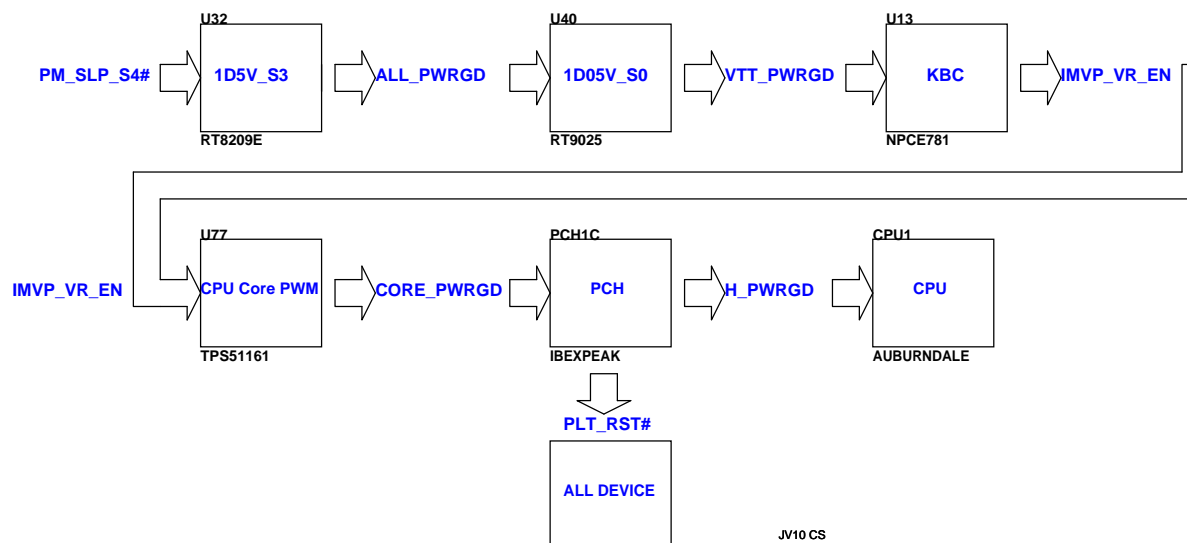 U32
U40
U13
PM_SLP_S4#
1D5V_S3
ALL_PWRGD
1D05V_S0
VTT_PWRGD
KBC
IMVP_VR_EN
RT8209E
RT9025
NPCE781
U77
PCH1C
CPU1
IMVP_VR_EN
CPU Core PWM
CORE_PWRGD
PCH
H_PWRGD
CPU
TPS51161
IBEXPEAK
AUBURNDALE
PLT_RST#
ALL DEVICE
JV10 CS